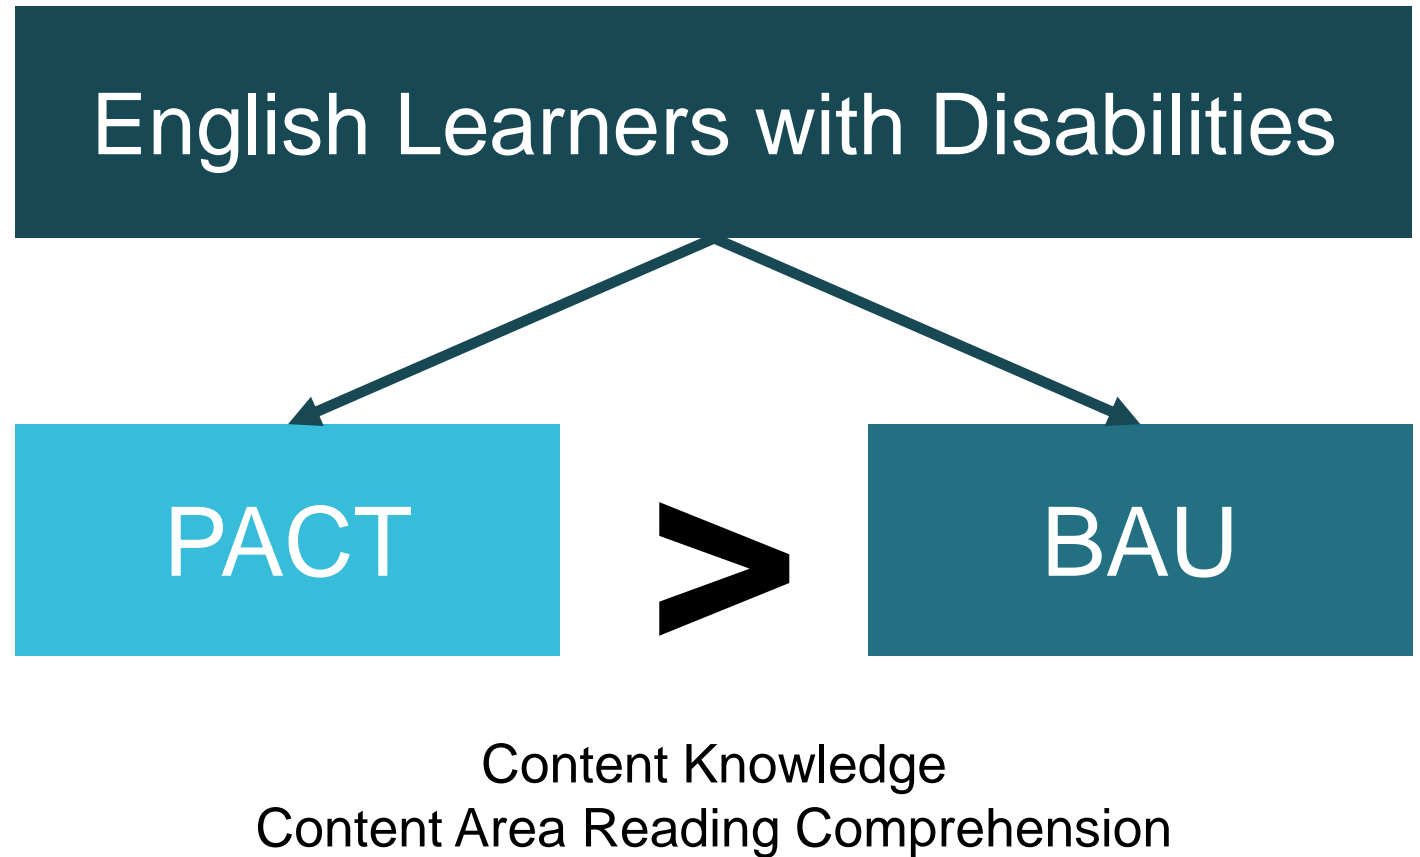 English Learners with Disabilities
PACT > BAU
Content Knowledge
Content Area Reading Comprehension